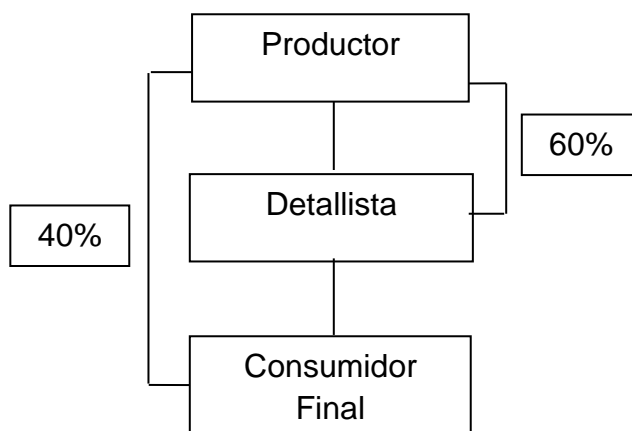 Productor
60%
Detallista
40%
Consumidor
Final